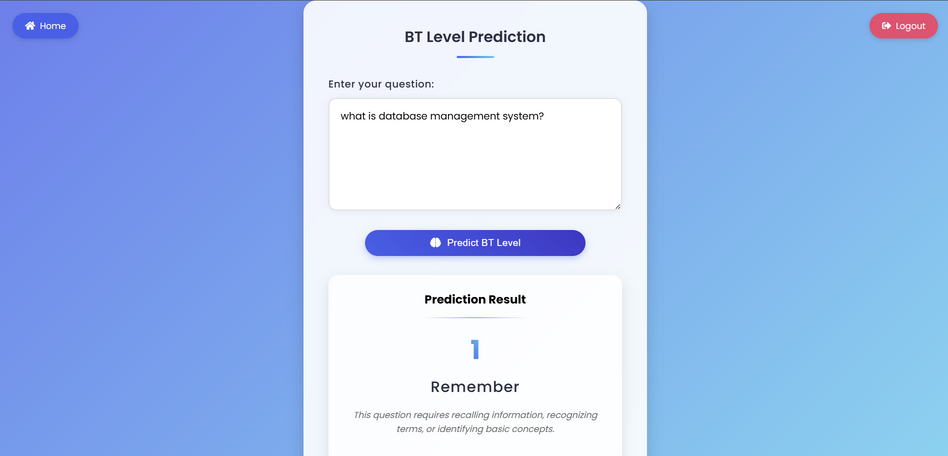 Home
Logout
BT Level Prediction
Enter your question:
what is database management system?
Predict BT Level
Prediction Result
1
Remember
This question requires recalling information, recognizing
terms, or identifying basic concepts.